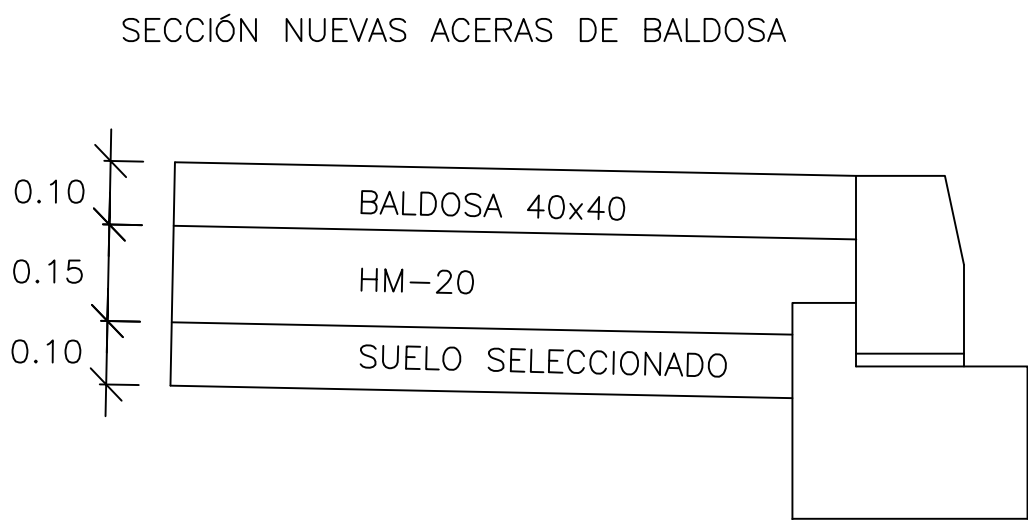 SECCIÓN NUEVAS ACERAS DE BALDOSA
0.10
BALDOSA 40x40
0.15
HM-20
0.10
SUELO SELECCIONADO